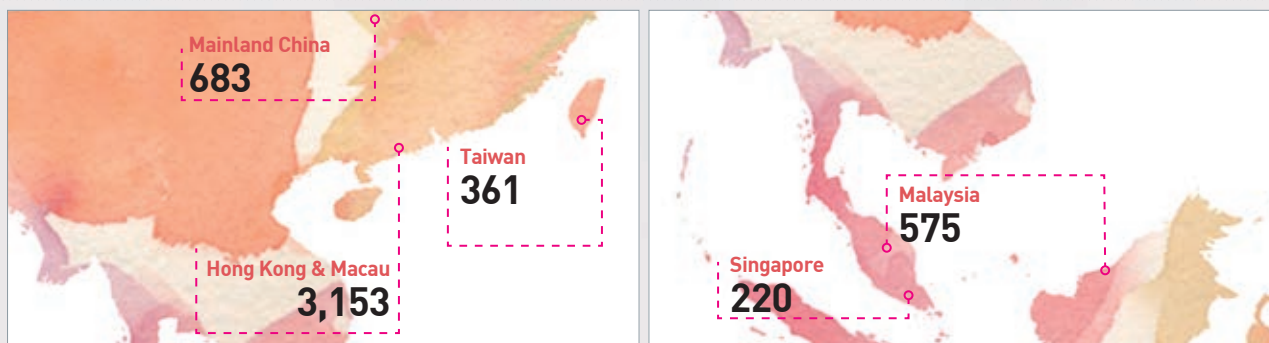 Mainland China
683
Taiwan
361
Hong Kong & Macau
3,153
Malaysia
575
Singapore
220